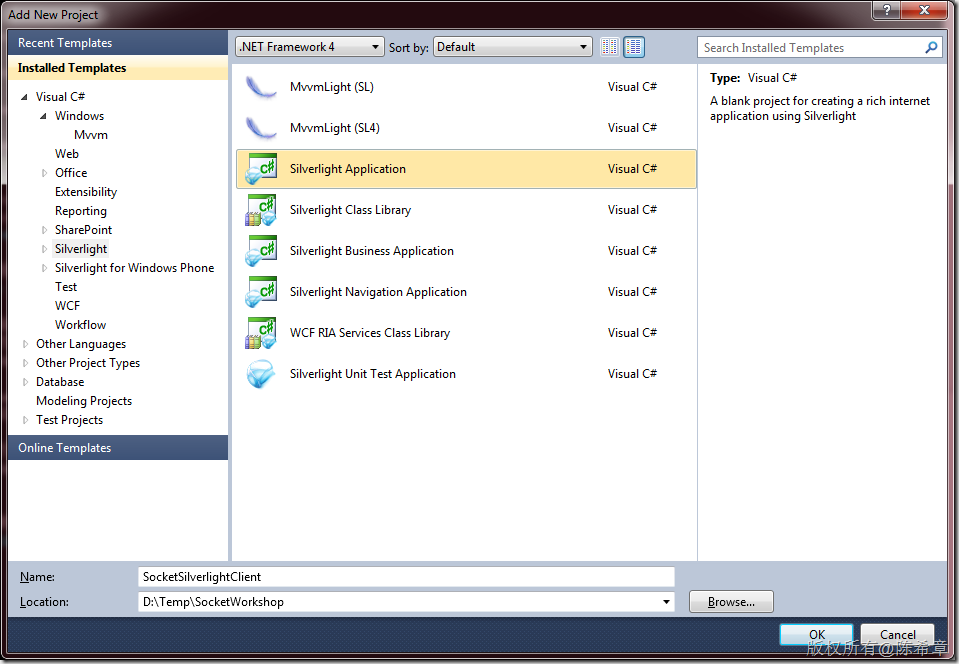 Add New Project
Recent Templates
Installed Templates
Visual C#
Windows
Mvvm
Web
Office
Extensibility
Reporting
SharePoint
Silverlight
Silverlight for Windows Phone
Test
WCF
Workflow
Other Languages
Other Project Types
Database
Modeling Projects
Test Projects
Online Templates
.NET Framework 4 Sort by: Default
MvvmLight (SL) Visual C#
MvvmLight (SL4) Visual C#
Silverlight Application Visual C#
Silverlight Class Library Visual C#
Silverlight Business Application Visual C#
Silverlight Navigation Application Visual C#
WCF RIA Services Class Library Visual C#
Silverlight Unit Test Application Visual C#
Search Installed Templates
Type: Visual C#
A blank project for creating a rich internet
application using Silverlight
Name: SocketSilverlightClient
Location: D:\Temp\SocketWorkshop Browse...
OK Cancel
版权所有@陈希章